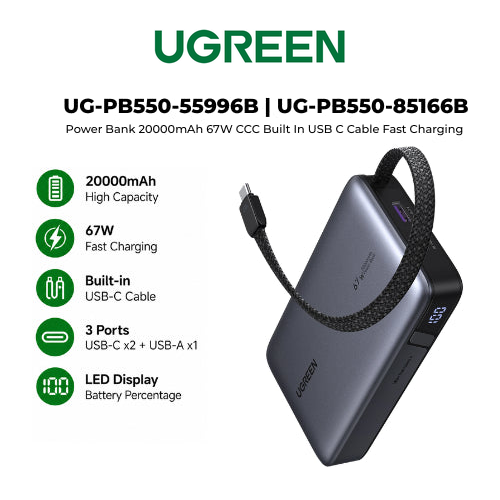 UGREEN
UG-PB550-55996B | UG-PB550-85166B
Power Bank 20000mAh 67W CCC Built In USB C Cable Fast Charging
20000mAh
High Capacity
67W
Fast Charging
Built-in
USB-C Cable
3 Ports
USB-C x2 + USB-A x1
100
LED Display
Battery Percentage
67W
100
UGREEN